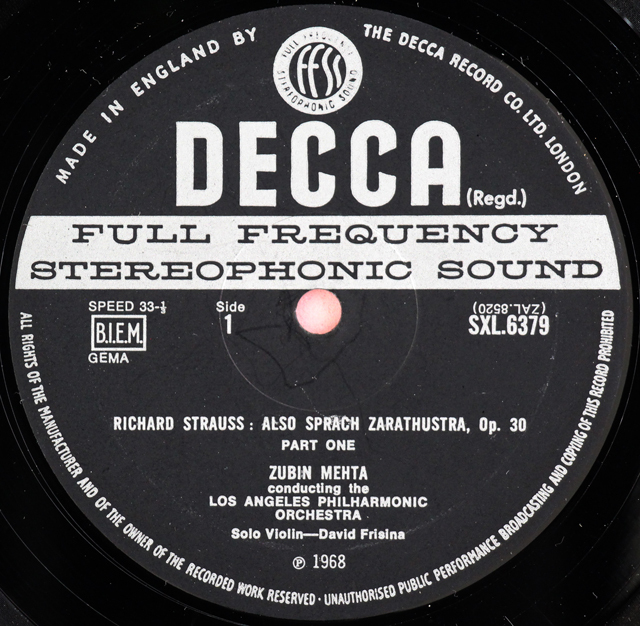 MADE IN ENGLAND BY
THE DECCA RECORD CO. LTD. LONDON
FULL FREQUENCY
ffss
STEREOPHONIC SOUND
DECCA (Regd.)
FULL FREQUENCY
STEREOPHONIC SOUND
SPEED 33-⅓
B.I.E.M.
GEMA
Side
1
(ZAL.8520)
SXL.6379
RICHARD STRAUSS : ALSO SPRACH ZARATHUSTRA, Op. 30
PART ONE
ZUBIN MEHTA
conducting the
LOS ANGELES PHILHARMONIC
ORCHESTRA
Solo Violin—David Frisina
℗ 1968
ALL RIGHTS OF THE MANUFACTURER AND OF THE OWNER OF THE RECORDED WORK RESERVED · UNAUTHORISED PUBLIC PERFORMANCE BROADCASTING AND COPYING OF THIS RECORD PROHIBITED